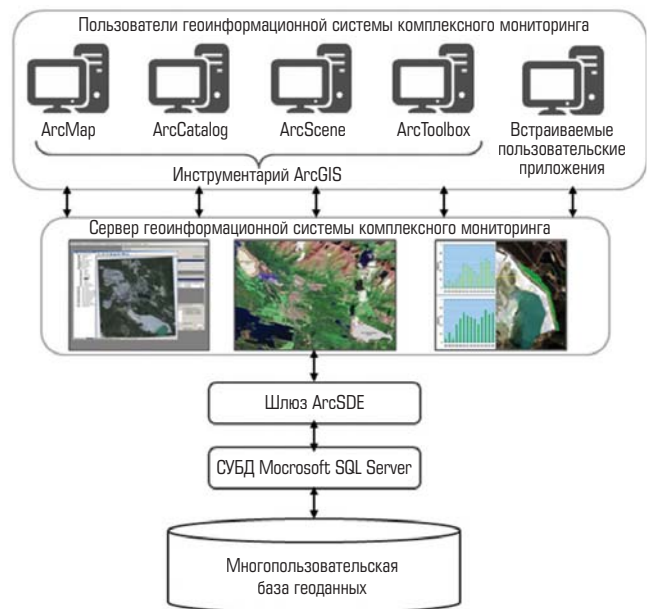 Пользователи геоинформационной системы комплексного мониторинга
ArcMap
ArcCatalog
ArcScene
ArcToolbox
Встраиваемые
пользовательские
приложения
Инструментарий ArcGIS
Сервер геоинформационной системы комплексного мониторинга
Шлюз ArcSDE
СУБД Mocrosoft SQL Server
Многопользовательская
база геоданных